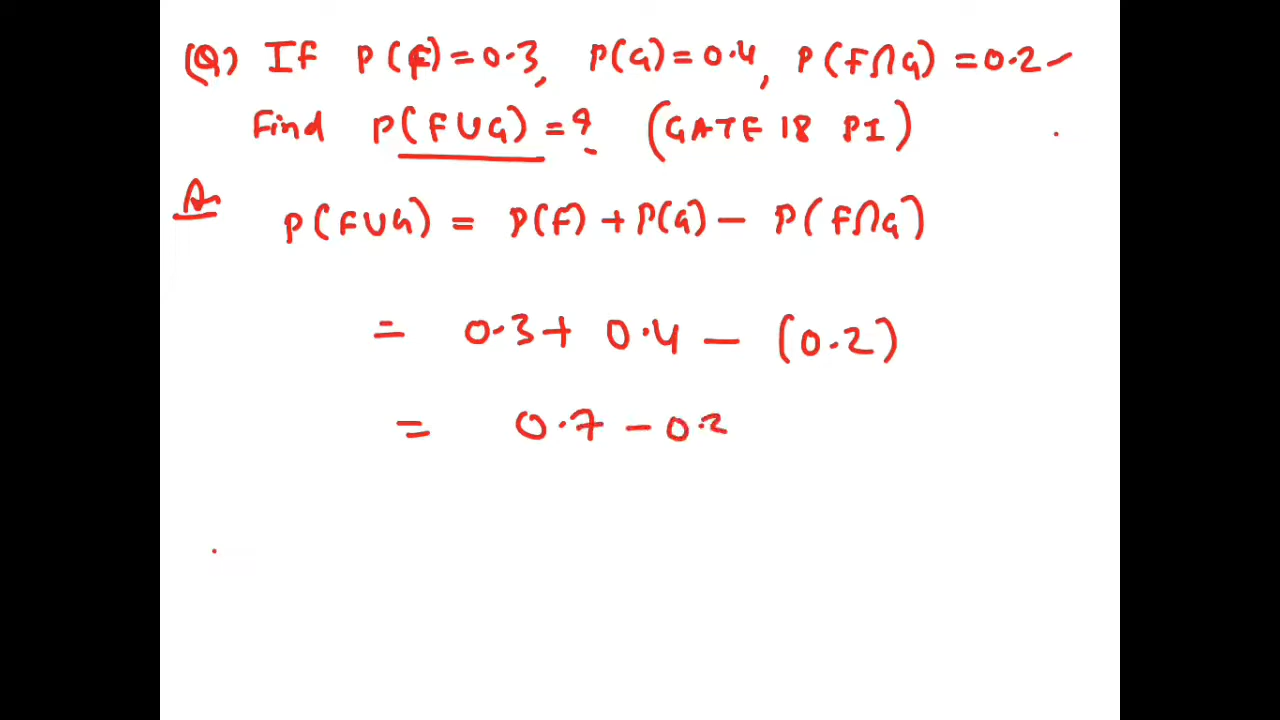 (Q) If P(F)=0.3, P(G)=0.4, P(F∩G)=0.2
Find P(F∪G)=? (GATE 18 PI)
An
P(F∪G) = P(F)+P(G)- P(F∩G)
= 0.3+ 0.4 - (0.2)
= 0.7 - 0.2